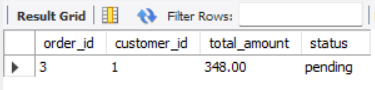 Result Grid Filter Rows:
order_id customer_id total_amount status
3 1 348.00 pending